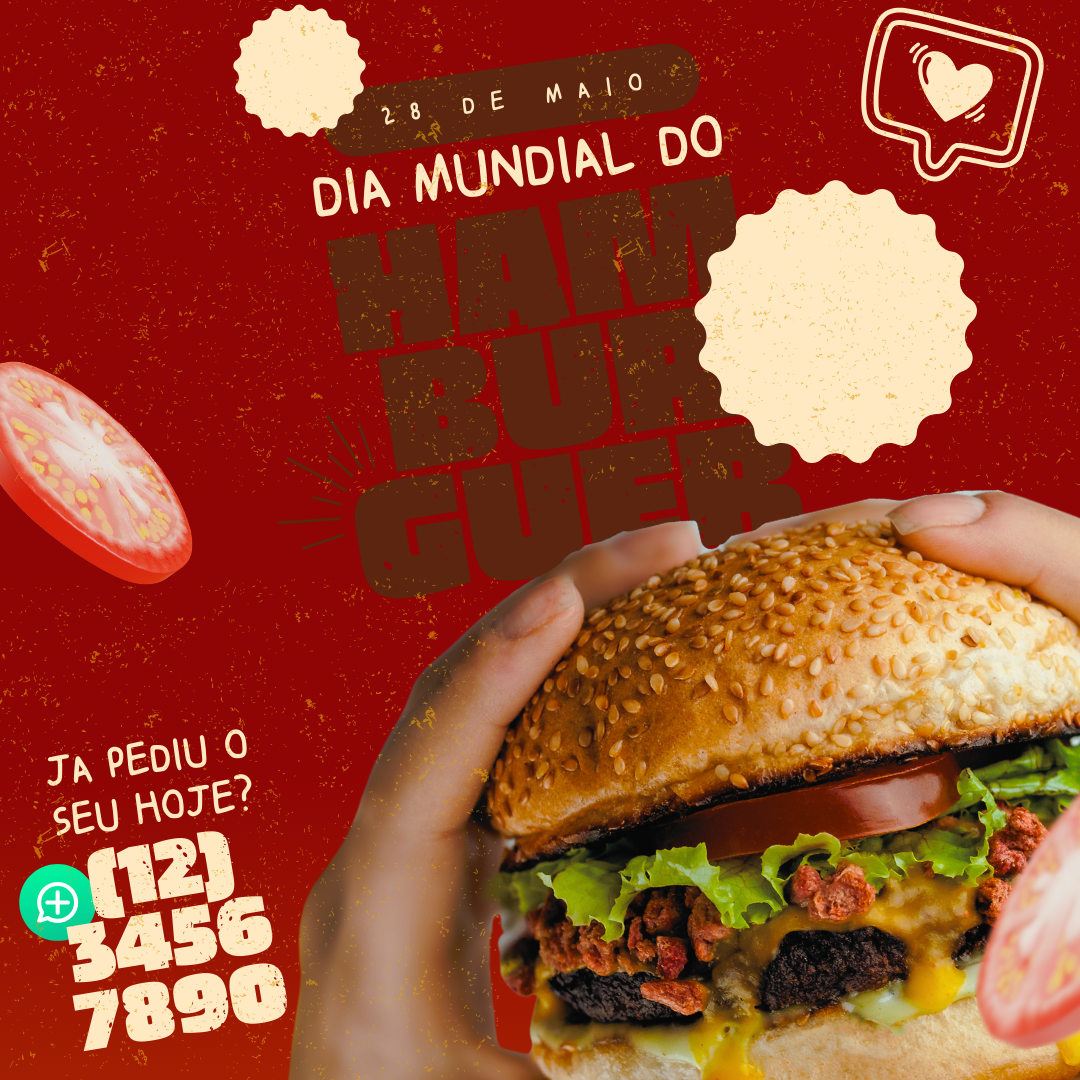 28 DE MAIO
DIA MUNDIAL DO
HAM
BUR
GUER
JA PEDIU O
SEU HOJE?
(12)
3456
7890